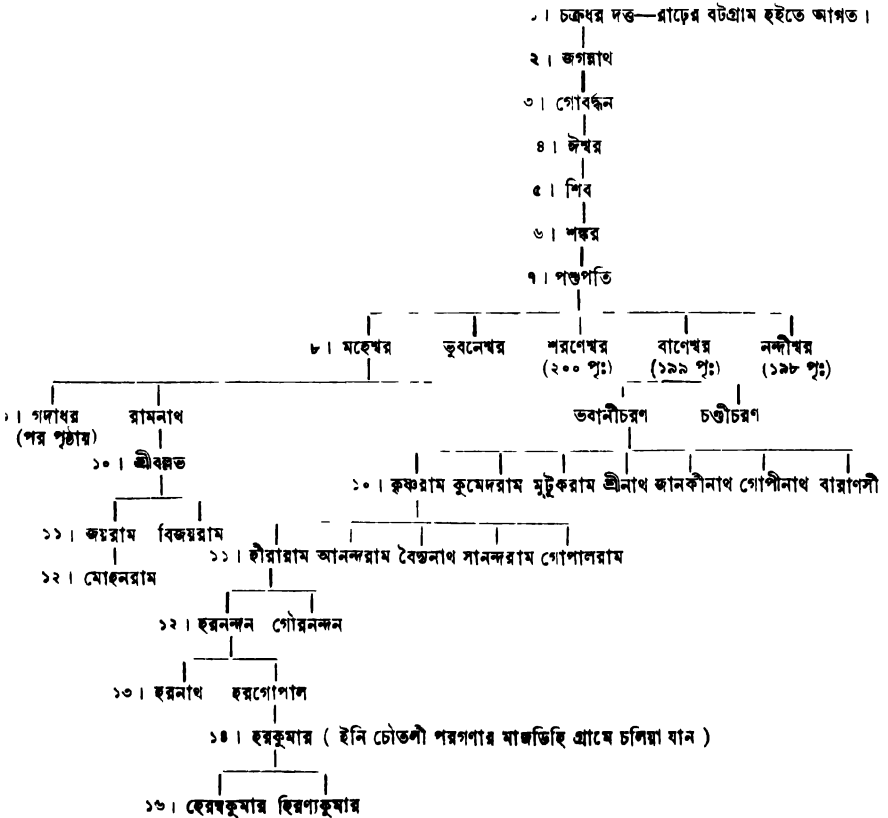 ১। চক্রধর দত্ত—রাঢ়ের বটগ্রাম হইতে আগত।
২। জগন্নাথ
৩। গোবর্দ্ধন
৪। ঈশ্বর
৫। শিব
৬। শঙ্কর
৭। পশুপতি
৮। মহেশ্বর ভুবনেশ্বর শরণেশ্বর বাণেশ্বর নন্দীশ্বর
(২০০ পৃঃ) (১৯৯ পৃঃ) (১৯৮ পৃঃ)
। গদাধর রামনাথ ভবানীচরণ চণ্ডীচরণ
(পর পৃষ্ঠায়)
১০। শ্রীবল্লভ
১০। কৃষ্ণরাম কুমেদরাম মুটুকরাম শ্রীনাথ জানকীনাথ গোপীনাথ বারাণসী
১১। জয়রাম বিজয়রাম
১১। হীরারাম আনন্দরাম বৈদ্যনাথ সানন্দরাম গোপালরাম
১২। মোহনরাম
১২। হরনন্দন গৌরনন্দন
১৩। হরনাথ হরগোপাল
১৪। হরকুমার ( ইনি চৌতলী পরগণার মাজডিহি গ্রামে চলিয়া যান )
১৬। হেরম্বকুমার হিরণ্যকুমার